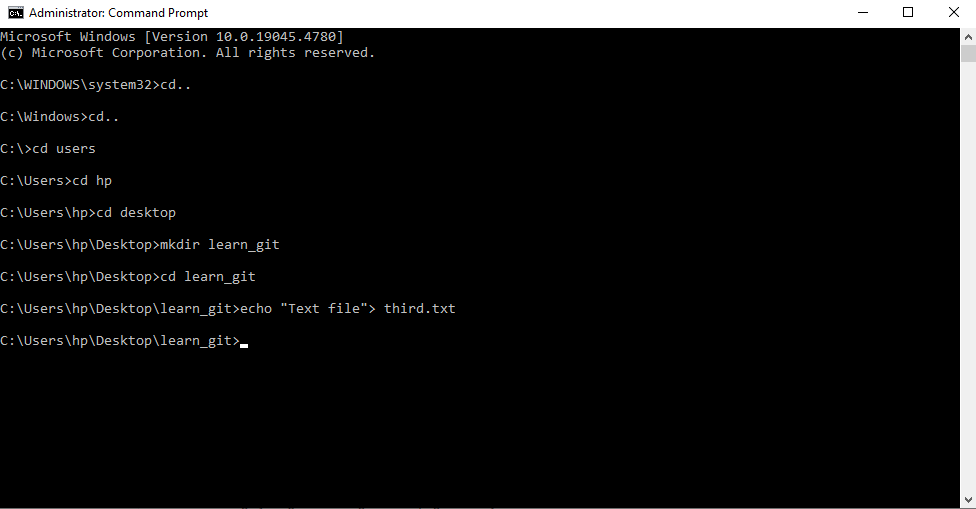 Administrator: Command Prompt
Microsoft Windows [Version 10.0.19045.4780]
(c) Microsoft Corporation. All rights reserved.
C:\WINDOWS\system32>cd..
C:\Windows>cd..
C:\>cd users
C:\Users>cd hp
C:\Users\hp>cd desktop
C:\Users\hp\Desktop>mkdir learn_git
C:\Users\hp\Desktop>cd learn_git
C:\Users\hp\Desktop\learn_git>echo "Text file"> third.txt
C:\Users\hp\Desktop\learn_git>